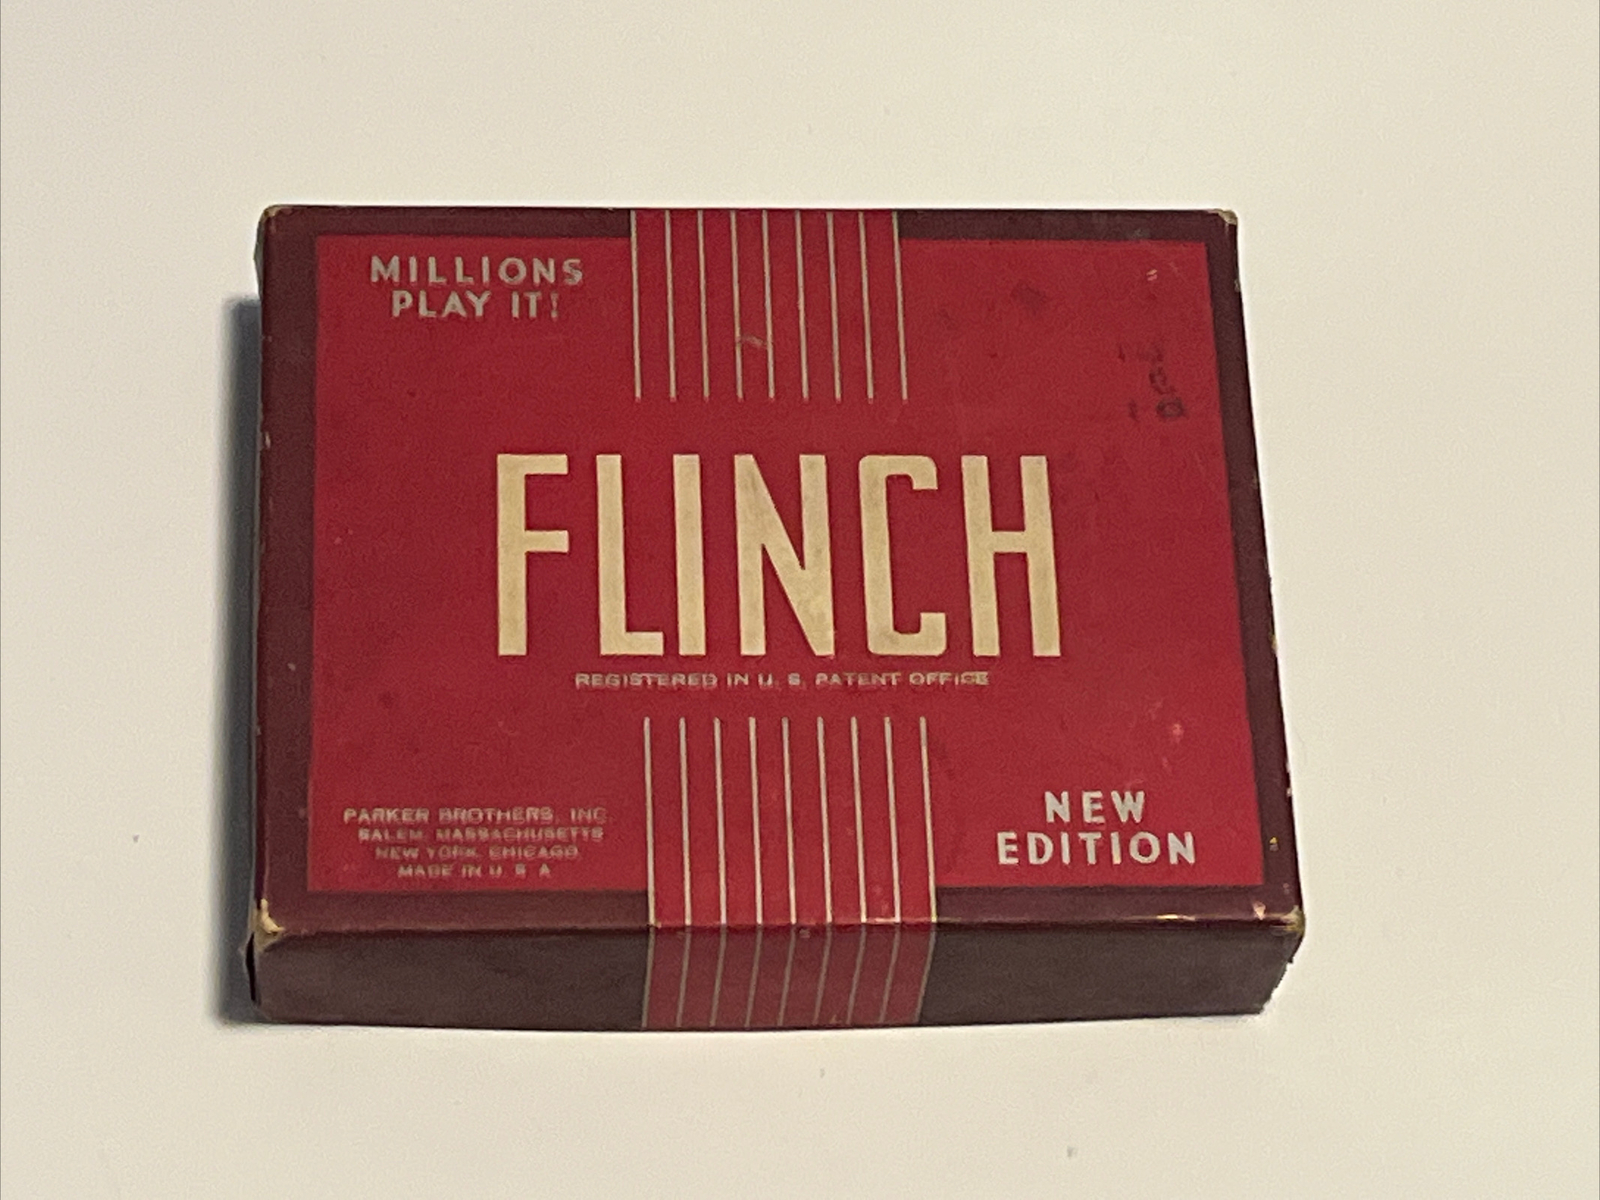 MILLIONS
PLAY IT!
FLINCH
REGISTERED IN U. S. PATENT OFFICE
PARKER BROTHERS, INC.
SALEM, MASSACHUSETTS
NEW YORK, CHICAGO
MADE IN U. S. A
NEW
EDITION